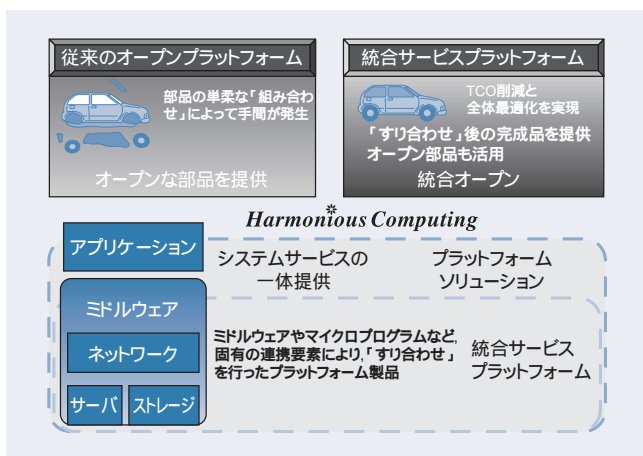 従来のオープンプラットフォーム
部品の単柔な「組み合わ
せ」によって手間が発生
オープンな部品を提供
統合サービスプラットフォーム
TCO削減と
全体最適化を実現
「すり合わせ」後の完成品を提供
オープン部品も活用
統合オープン
Harmonious Computing
アプリケーション
システムサービスの
一体提供
プラットフォーム
ソリューション
ミドルウェア
ネットワーク
サーバ
ストレージ
ミドルウェアやマイクロプログラムなど,
固有の連携要素により,「すり合わせ」
を行ったプラットフォーム製品
統合サービス
プラットフォーム